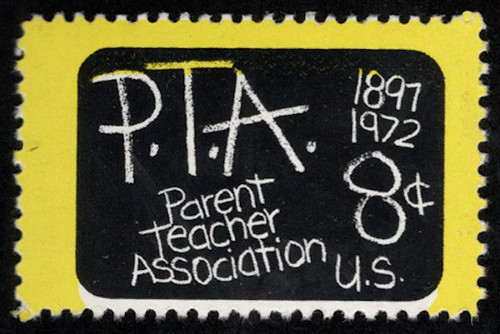 P.T.A.
1897
1972
8¢
Parent
Teacher
Association
U.S.